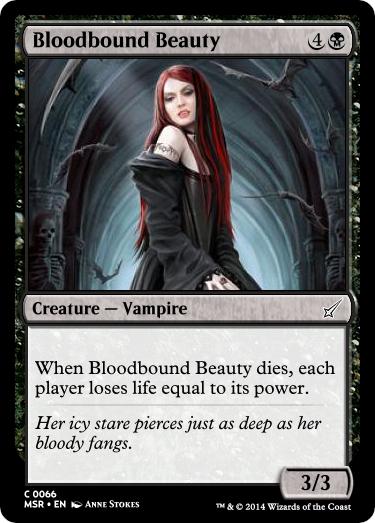 Bloodbound Beauty 4
Creature — Vampire
When Bloodbound Beauty dies, each
player loses life equal to its power.
Her icy stare pierces just as deep as her
bloody fangs.
3/3
C 0066
MSR • EN Anne Stokes ™ & © 2014 Wizards of the Coast